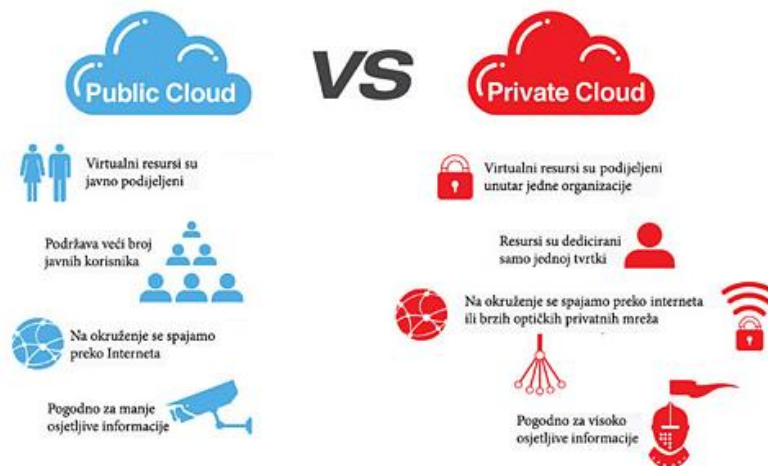 Public Cloud
VS
Private Cloud
Virtualni resursi su
javno podijeljeni
Podržava veći broj
javnih korisnika
Na okruženje se spajamo
preko Interneta
Pogodno za manje
osjetljive informacije
Virtualni resursi su podijeljeni
unutar jedne organizacije
Resursi su dedicirani
samo jednoj tvrtki
Na okruženje se spajamo preko interneta
ili brzih optičkih privatnih mreža
Pogodno za visoko
osjetljive informacije